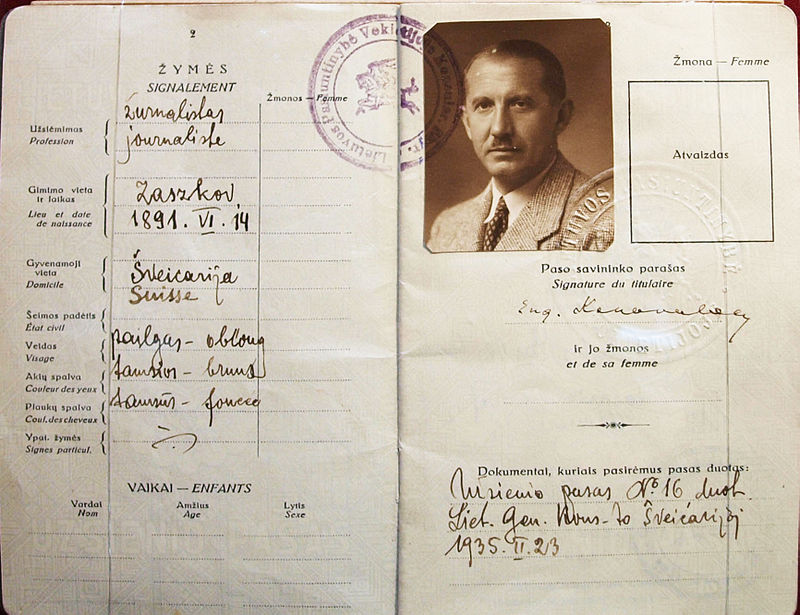 2
ŽYMĖS
SIGNALEMENT
Žmonos — Femme
Užsiėmimas
Profession
Žurnalistas
journaliste
Gimimo vieta
ir laikas
Lieu et date
de naissance
Zaszkov
1891. VI. 14
Gyvenamoji
vieta
Domicile
Šveicarija
Suisse
Šeimos padėtis
État civil
Veidas
Visage
pailgas - oblong
Akių spalva
Couleur des yeux
tamsios - bruns
Plaukų spalva
Coul. des cheveux
tamsūs - foncés
Ypat. žymės
Signes particul.
VAIKAI — ENFANTS
Vardai
Nom
Amžius
Age
Lytis
Sexe
Žmona — Femme
Atvaizdas
Paso savininko parašas
Signature du titulaire
Eug.
ir jo žmonos
et de sa femme
Dokumentai, kuriais pasirėmus pasas duotas:
Užsienio pasas No 16 duot.
Liet. Gen. Kons-to Šveicarijoj
1935. II. 23